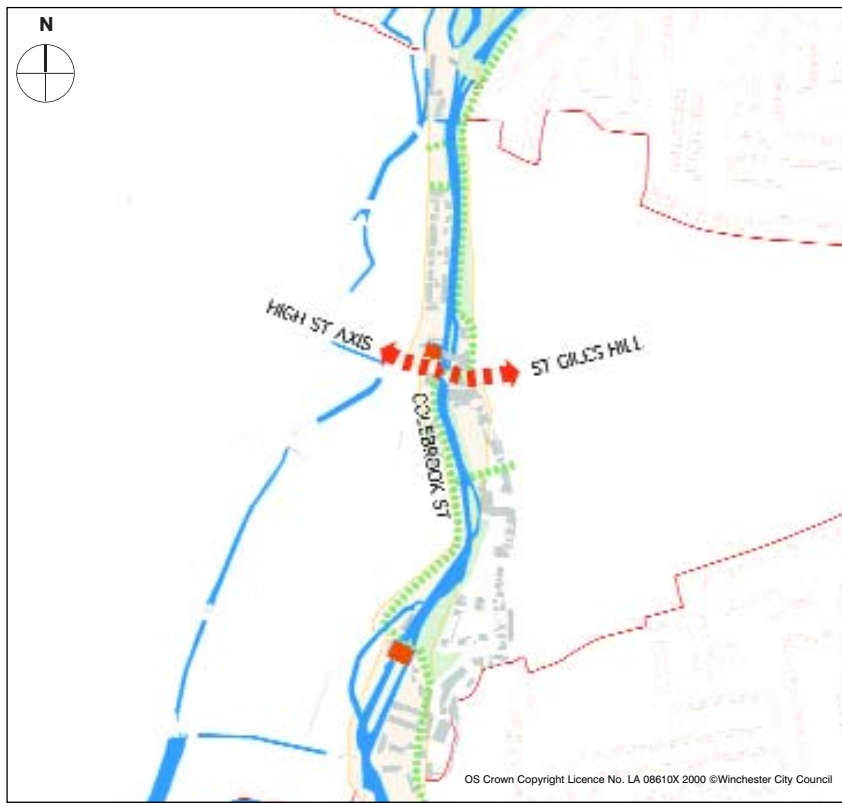 N
HIGH ST AXIS
ST GILES HILL
COLEBROOK ST
OS Crown Copyright Licence No. LA 08610X 2000 ©Winchester City Council